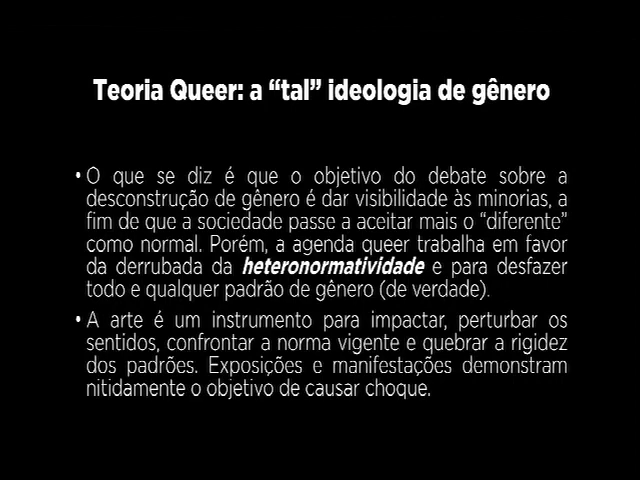 Teoria Queer: a “tal” ideologia de gênero
• O que se diz é que o objetivo do debate sobre a
desconstrução de gênero é dar visibilidade às minorias, a
fim de que a sociedade passe a aceitar mais o “diferente”
como normal. Porém, a agenda queer trabalha em favor
da derrubada da heteronormatividade e para desfazer
todo e qualquer padrão de gênero (de verdade).
• A arte é um instrumento para impactar, perturbar os
sentidos, confrontar a norma vigente e quebrar a rigidez
dos padrões. Exposições e manifestações demonstram
nitidamente o objetivo de causar choque.